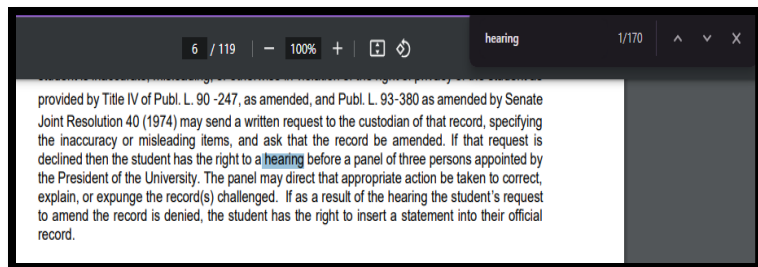 6 / 119 − 100% +
hearing 1/170
provided by Title IV of Publ. L. 90 -247, as amended, and Publ. L. 93-380 as amended by Senate
Joint Resolution 40 (1974) may send a written request to the custodian of that record, specifying
the inaccuracy or misleading items, and ask that the record be amended. If that request is
declined then the student has the right to a hearing before a panel of three persons appointed by
the President of the University. The panel may direct that appropriate action be taken to correct,
explain, or expunge the record(s) challenged. If as a result of the hearing the student’s request
to amend the record is denied, the student has the right to insert a statement into their official
record.